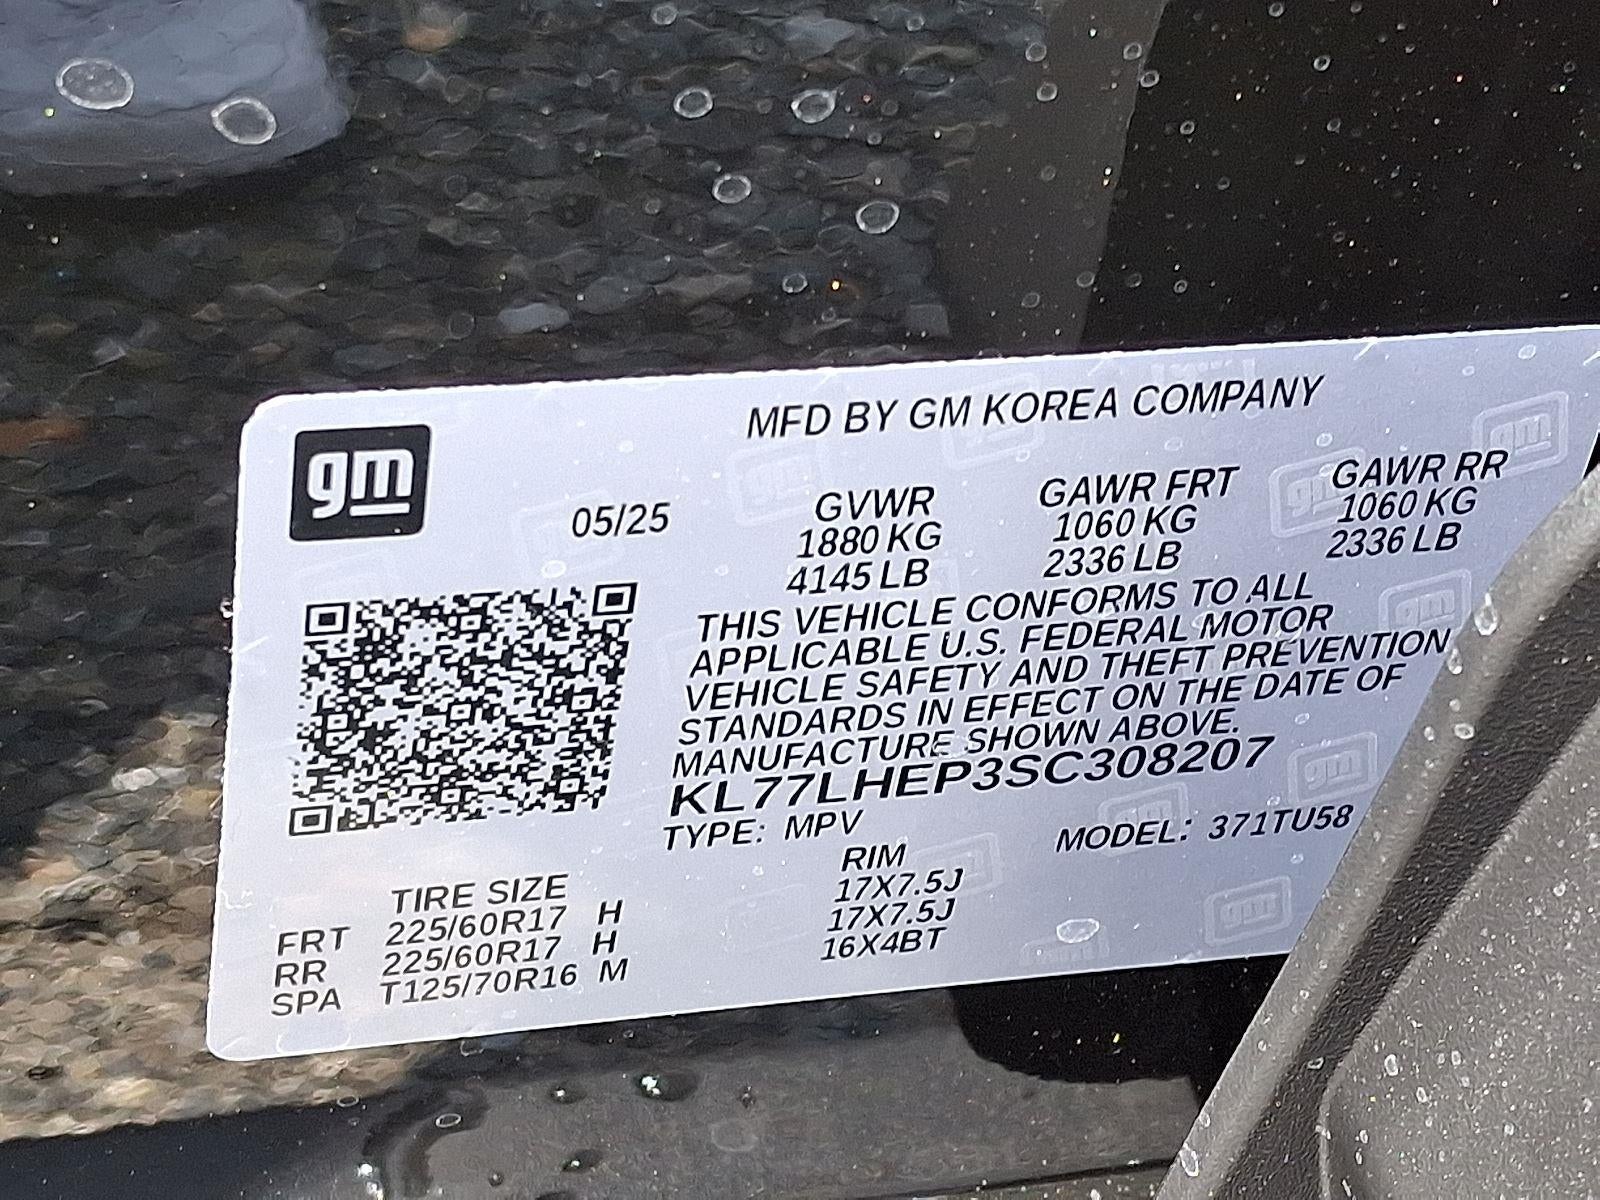 MFD BY GM KOREA COMPANY
gm
05/25
GVWR GAWR FRT GAWR RR
1880 KG 1060 KG 1060 KG
4145 LB 2336 LB 2336 LB
THIS VEHICLE CONFORMS TO ALL
APPLICABLE U.S. FEDERAL MOTOR
VEHICLE SAFETY AND THEFT PREVENTION
STANDARDS IN EFFECT ON THE DATE OF
MANUFACTURE SHOWN ABOVE.
KL77LHEP3SC308207
TYPE: MPV MODEL: 371TU58
TIRE SIZE RIM
FRT 225/60R17 H 17X7.5J
RR 225/60R17 H 17X7.5J
SPA T125/70R16 M 16X4BT